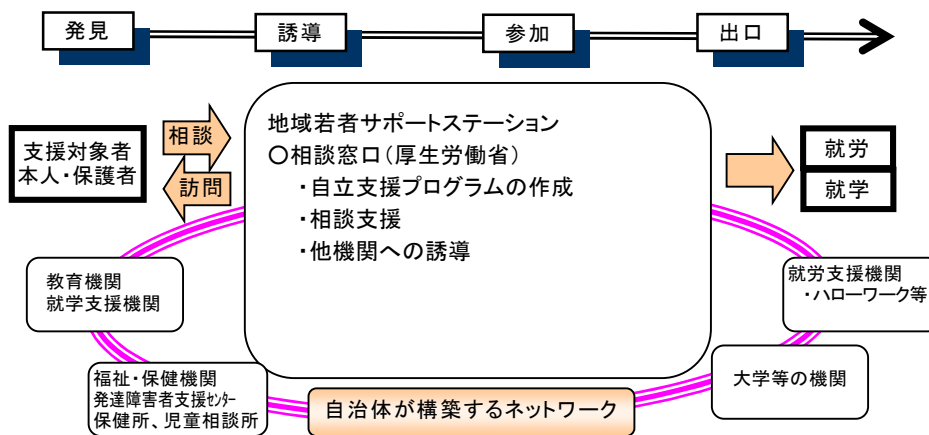 発見
誘導
参加
出口
支援対象者
本人・保護者
相談
訪問
地域若者サポートステーション
○相談窓口（厚生労働省）
・自立支援プログラムの作成
・相談支援
・他機関への誘導
就労
就学
教育機関
就学支援機関
就労支援機関
・ハローワーク等
福祉・保健機関
発達障害者支援ｾﾝﾀｰ
保健所、児童相談所
自治体が構築するネットワーク
大学等の機関